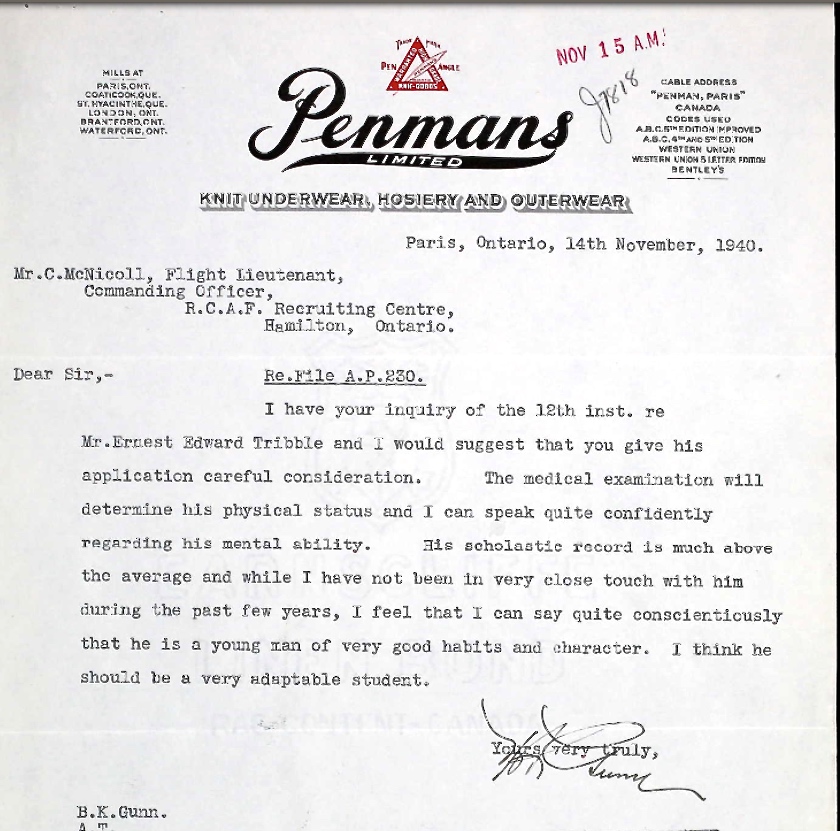 NOV 15 A.M.
J7818
TRADE MARK
PEN ANGLE
WARRANTED
KNIT-GOODS
MILLS AT
PARIS, ONT.
COATICOOK, QUE.
ST. HYACINTHE, QUE.
LONDON, ONT.
BRANTFORD, ONT.
WATERFORD, ONT.
Penmans
LIMITED
CABLE ADDRESS
"PENMAN, PARIS"
CANADA
CODES USED
A.B.C. 5TH EDITION IMPROVED
A.B.C. 4TH AND 5TH EDITION
WESTERN UNION
WESTERN UNION 5 LETTER EDITION
BENTLEY'S
KNIT UNDERWEAR, HOSIERY AND OUTERWEAR
Paris, Ontario, 14th November, 1940.
Mr.C.McNicoll, Flight Lieutenant,
Commanding Officer,
R.C.A.F. Recruiting Centre,
Hamilton, Ontario.
Dear Sir,- Re.File A.P.230.
I have your inquiry of the 12th inst. re
Mr.Ernest Edward Tribble and I would suggest that you give his
application careful consideration. The medical examination will
determine his physical status and I can speak quite confidently
regarding his mental ability. His scholastic record is much above
the average and while I have not been in very close touch with him
during the past few years, I feel that I can say quite conscientiously
that he is a young man of very good habits and character. I think he
should be a very adaptable student.
Yours very truly,
Gunn
B.K.Gunn.